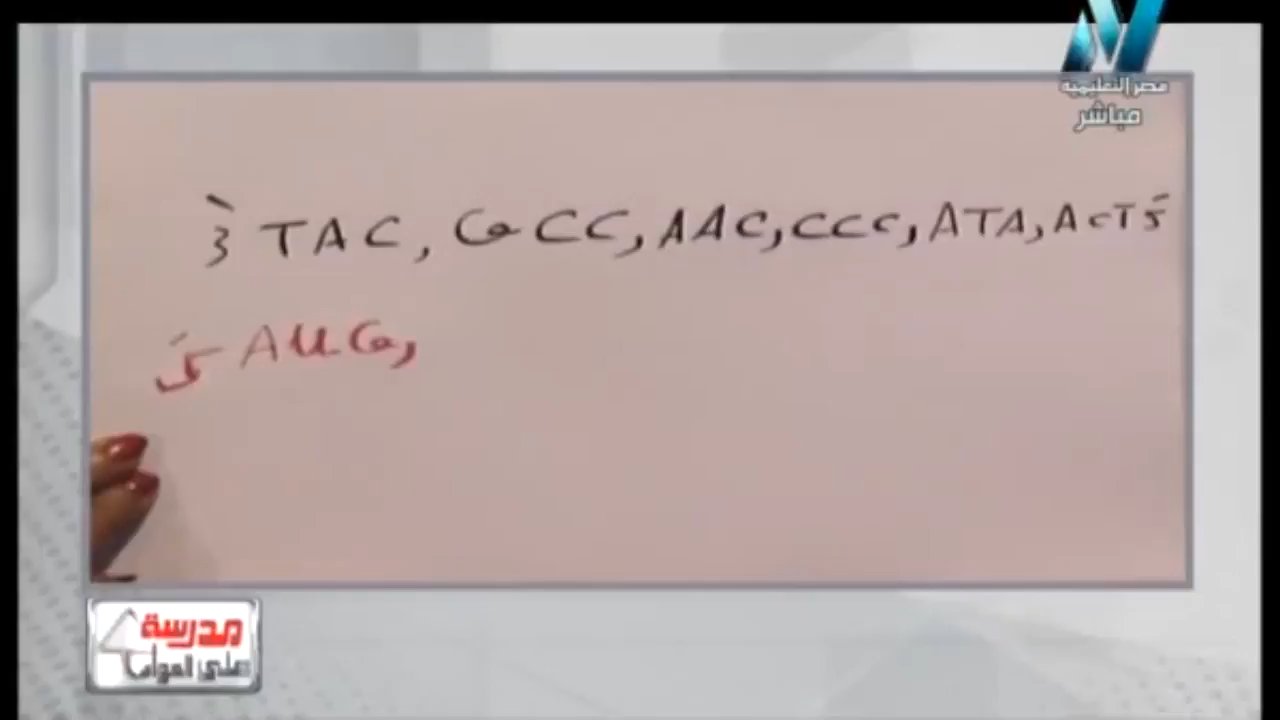 مصر التعليمية
مباشر
3' TAC, GCC, AAC, CCC, ATA, ACT 5'
5' AUG,
مدرسة
على الهواء